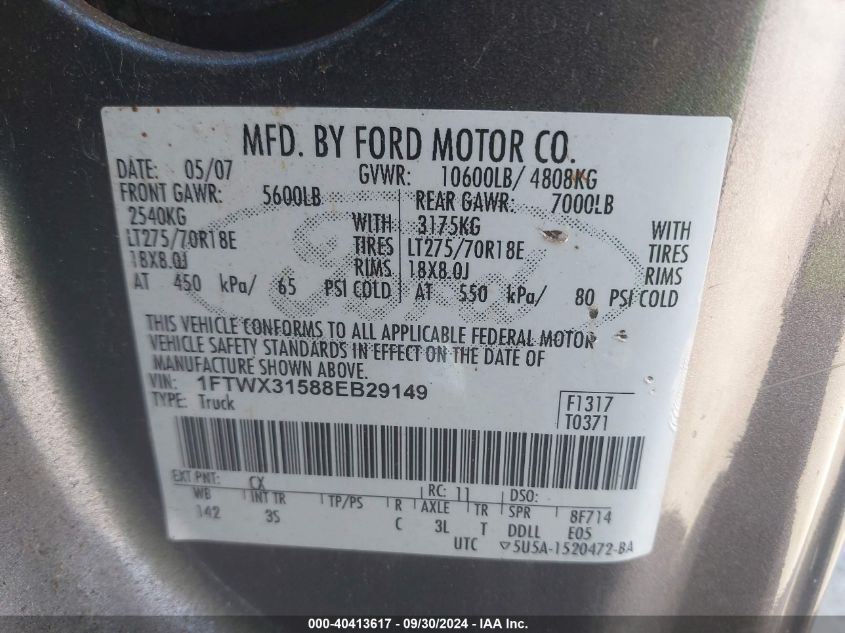 MFD. BY FORD MOTOR CO.
DATE: 05/07 GVWR: 10600LB/ 4808KG
FRONT GAWR: 5600LB REAR GAWR: 7000LB
2540KG WITH 3175KG WITH
LT275/70R18E TIRES LT275/70R18E TIRES
18X8.0J RIMS 18X8.0J RIMS
AT 450 kPa/ 65 PSI COLD AT 550 kPa/ 80 PSI COLD
THIS VEHICLE CONFORMS TO ALL APPLICABLE FEDERAL MOTOR
VEHICLE SAFETY STANDARDS IN EFFECT ON THE DATE OF
MANUFACTURE SHOWN ABOVE.
VIN: 1FTWX31588EB29149
TYPE: Truck
F1317
T0371
EXT PNT: CX RC: 11 DSO:
WB INT TR TP/PS R AXLE TR SPR 8F714
142 3S C 3L T DDLL E05
UTC ▽5U5A-1520472-BA
000-40413617 - 09/30/2024 - IAA Inc.